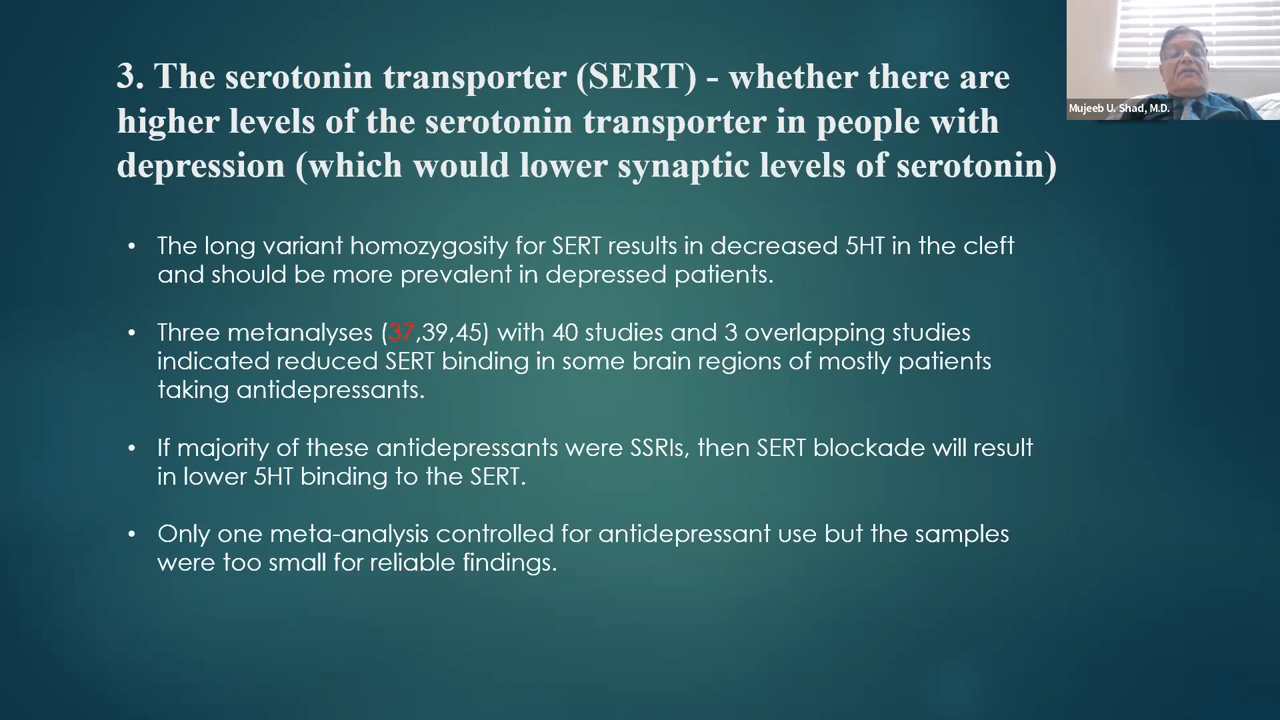 3. The serotonin transporter (SERT) - whether there are
higher levels of the serotonin transporter in people with
depression (which would lower synaptic levels of serotonin)
Mujeeb U. Shad, M.D.
• The long variant homozygosity for SERT results in decreased 5HT in the cleft
and should be more prevalent in depressed patients.
• Three metanalyses (37,39,45) with 40 studies and 3 overlapping studies
indicated reduced SERT binding in some brain regions of mostly patients
taking antidepressants.
• If majority of these antidepressants were SSRIs, then SERT blockade will result
in lower 5HT binding to the SERT.
• Only one meta-analysis controlled for antidepressant use but the samples
were too small for reliable findings.